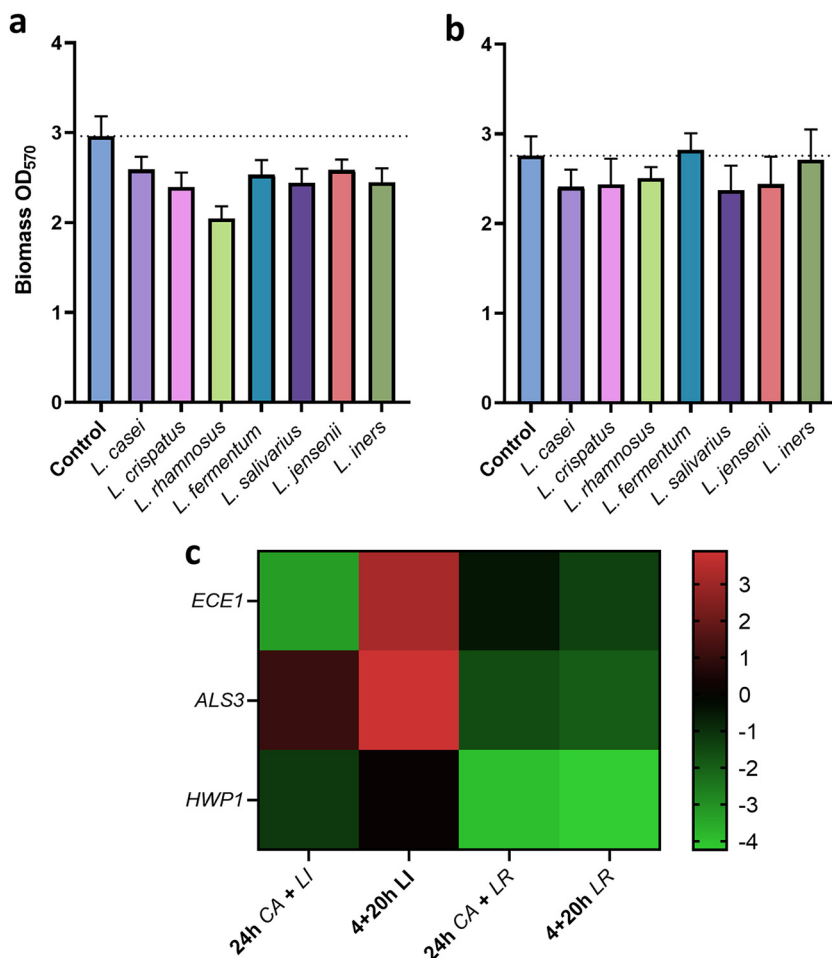 a
4
3
2
1
0
Biomass OD570
Control
L. casei
L. crispatus
L. rhamnosus
L. fermentum
L. salivarius
L. jensenii
L. iners
b
4
3
2
1
0
Control
L. casei
L. crispatus
L. rhamnosus
L. fermentum
L. salivarius
L. jensenii
L. iners
c
ECE1
ALS3
HWP1
24h CA + LI
4+20h LI
24h CA + LR
4+20h LR
3
2
1
0
-1
-2
-3
-4